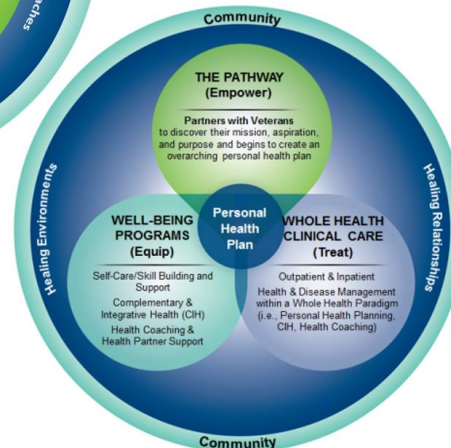 aches
Community
THE PATHWAY
(Empower)
Partners with Veterans
to discover their mission, aspiration,
and purpose and begins to create an
overarching personal health plan
Healing Environments
Healing Relationships
Personal
Health
Plan
WELL-BEING
PROGRAMS
(Equip)
Self-Care/Skill Building and
Support
Complementary &
Integrative Health (CIH)
Health Coaching &
Health Partner Support
WHOLE HEALTH
CLINICAL CARE
(Treat)
Outpatient & Inpatient
Health & Disease Management
within a Whole Health Paradigm
(i.e., Personal Health Planning,
CIH, Health Coaching)
Community